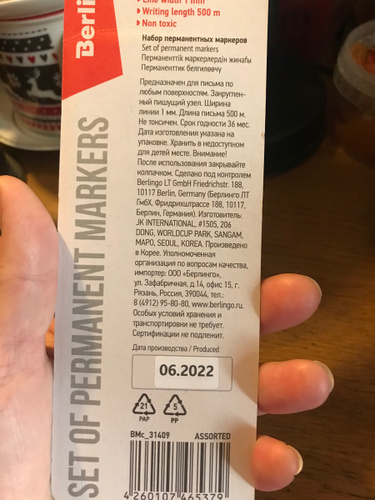 Berlin
Line width 1 mm
Writing length 500 m
Non toxic
Набор перманентных маркеров
Set of permanent markers
Перманенттік маркерлердің жинағы
Перманенттик белгилөөчү
Предназначен для письма по
любым поверхностям. Закруглен-
ный пишущий узел. Ширина
линии 1 мм. Длина письма 500 м.
Не токсичен. Срок годности 36 мес.
Дата изготовления указана на
упаковке. Хранить в недоступном
для детей месте. Внимание!
После использования закрывайте
колпачком. Сделано под контролем
Berlingo LT GmbH Friedrichstr. 188,
10117 Berlin, Germany (Берлинго ЛТ
ГмбХ, Фридрихштрассе 188, 10117,
Берлин, Германия). Изготовитель:
JK INTERNATIONAL, #1505, 206
DONG, WORLDCUP PARK, SANGAM,
MAPO, SEOUL, KOREA. Произведено
в Корее. Уполномоченная
организация по вопросам качества,
импортер: ООО «Берлинго»,
ул. Зафабричная, д.14, офис 15, г.
Рязань, Россия, 390044, тел.:
8 (4912) 95-80-80, www.berlingo.ru.
Особых условий хранения и
транспортировки не требует.
Сертификации не подлежит.
Дата производства / Produced
06.2022
21
PAP
5
PP
BMc_31409 ASSORTED
4 260107 465379
SET OF PERMANENT MARKERS